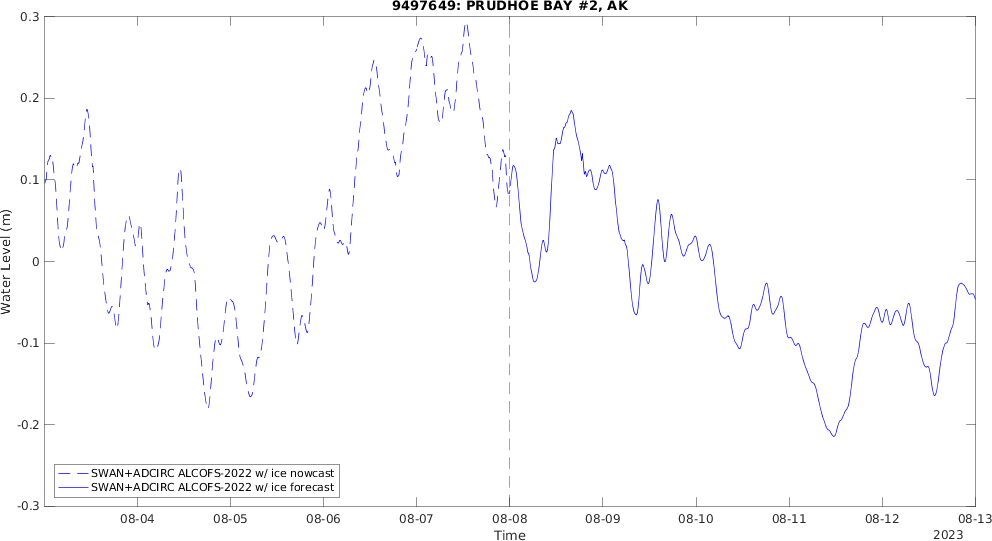 9497649: PRUDHOE BAY #2, AK
0.3
0.2
0.1
0
-0.1
-0.2
-0.3
Water Level (m)
SWAN+ADCIRC ALCOFS-2022 w/ ice nowcast
SWAN+ADCIRC ALCOFS-2022 w/ ice forecast
08-04 08-05 08-06 08-07 08-08 08-09 08-10 08-11 08-12 08-13
Time
2023